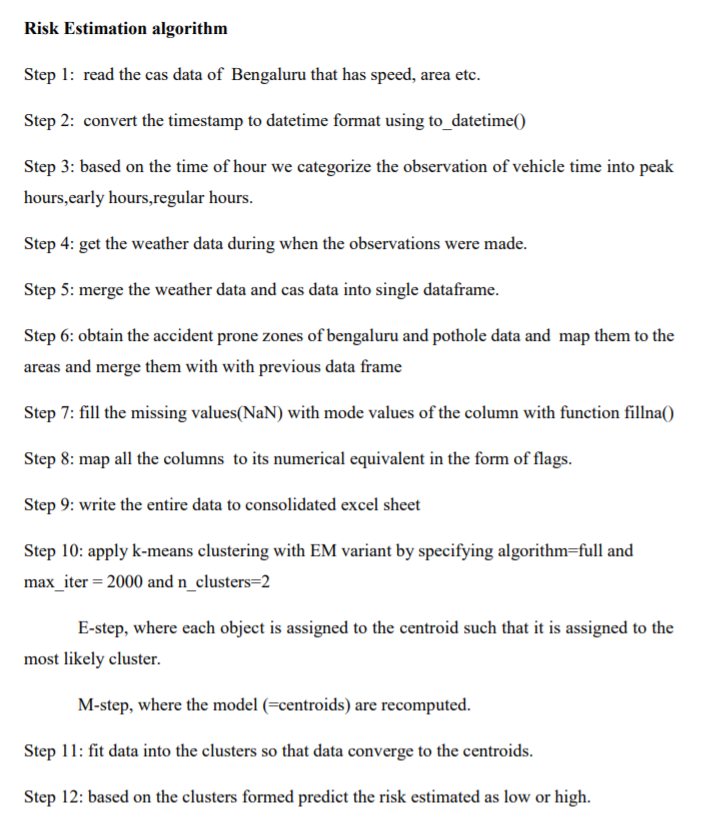 Risk Estimation algorithm
Step 1:  read the cas data of  Bengaluru that has speed, area etc.
Step 2:  convert the timestamp to datetime format using to_datetime()
Step 3: based on the time of hour we categorize the observation of vehicle time into peak
hours,early hours,regular hours.
Step 4: get the weather data during when the observations were made.
Step 5: merge the weather data and cas data into single dataframe.
Step 6: obtain the accident prone zones of bengaluru and pothole data and  map them to the
areas and merge them with with previous data frame
Step 7: fill the missing values(NaN) with mode values of the column with function fillna()
Step 8: map all the columns  to its numerical equivalent in the form of flags.
Step 9: write the entire data to consolidated excel sheet
Step 10: apply k-means clustering with EM variant by specifying algorithm=full and
max_iter = 2000 and n_clusters=2
E-step, where each object is assigned to the centroid such that it is assigned to the
most likely cluster.
M-step, where the model (=centroids) are recomputed.
Step 11: fit data into the clusters so that data converge to the centroids.
Step 12: based on the clusters formed predict the risk estimated as low or high.